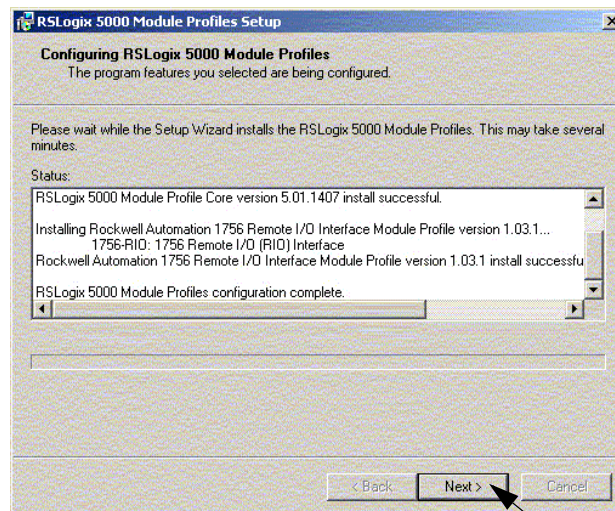 RSLogix 5000 Module Profiles Setup
Configuring RSLogix 5000 Module Profiles
The program features you selected are being configured.
Please wait while the Setup Wizard installs the RSLogix 5000 Module Profiles. This may take several
minutes.
Status:
RSLogix 5000 Module Profile Core version 5.01.1407 install successful.
Installing Rockwell Automation 1756 Remote I/O Interface Module Profile version 1.03.1...
1756-RIO: 1756 Remote I/O (RIO) Interface
Rockwell Automation 1756 Remote I/O Interface Module Profile version 1.03.1 install successfu
RSLogix 5000 Module Profiles configuration complete.
< Back Next > Cancel